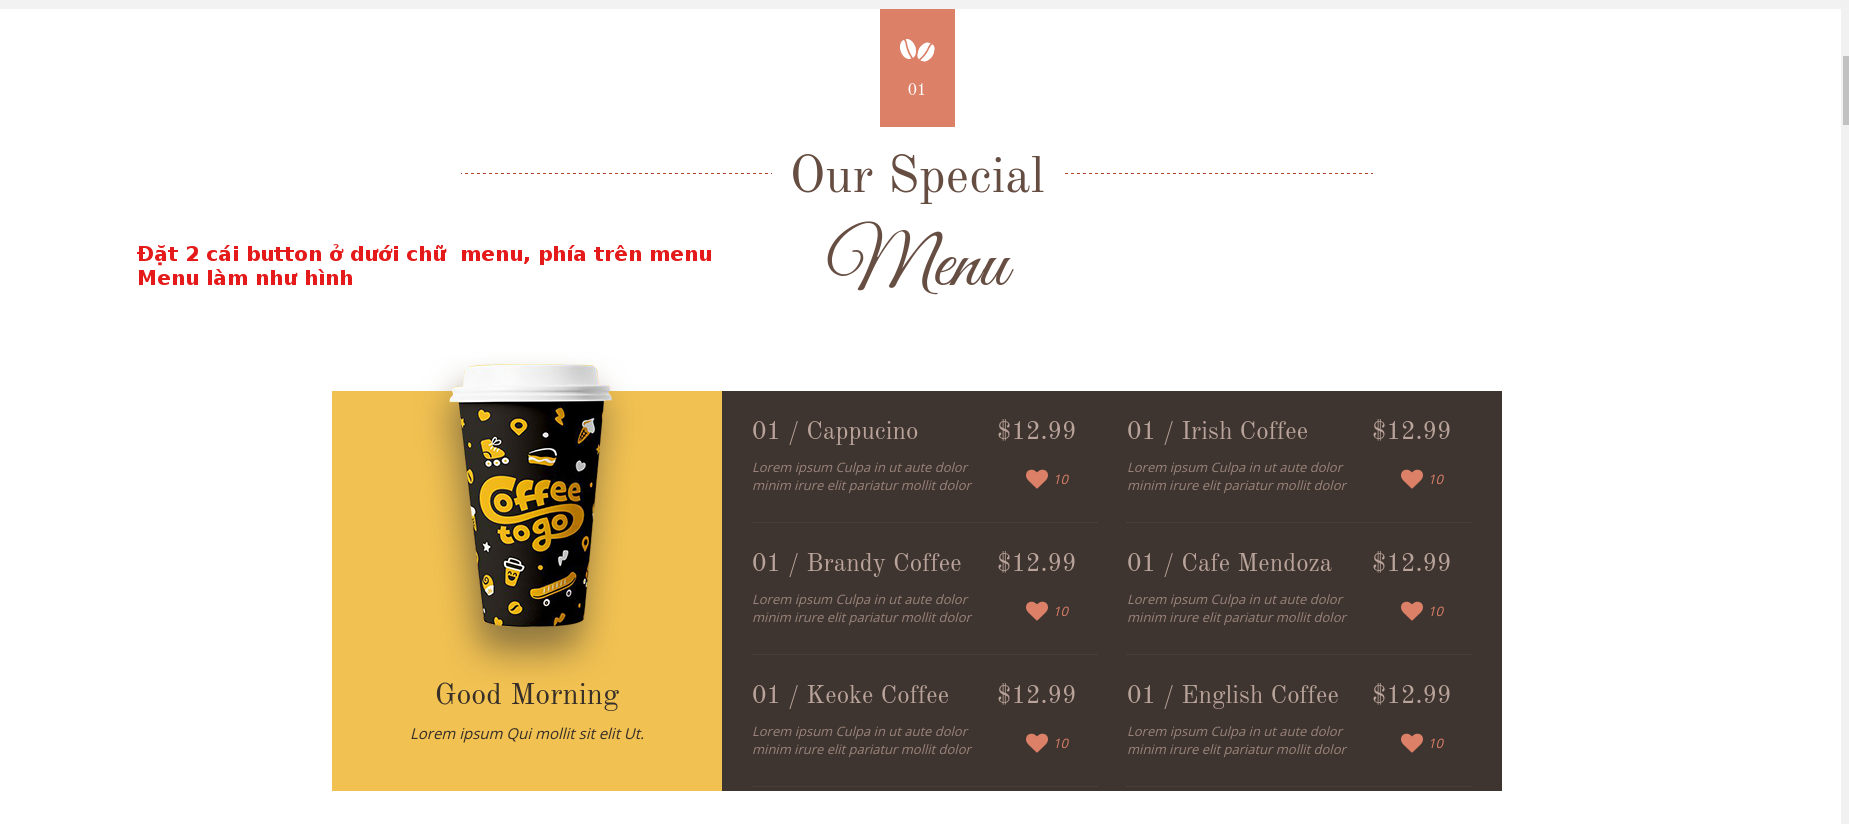 01
Our Special
Menu
Đặt 2 cái button ở dưới chữ  menu, phía trên menu
Menu làm như hình
Coffee
to go
Good Morning
Lorem ipsum Qui mollit sit elit Ut.
01 / Cappucino $12.99
Lorem ipsum Culpa in ut aute dolor
minim irure elit pariatur mollit dolor
10
01 / Irish Coffee $12.99
Lorem ipsum Culpa in ut aute dolor
minim irure elit pariatur mollit dolor
10
01 / Brandy Coffee $12.99
Lorem ipsum Culpa in ut aute dolor
minim irure elit pariatur mollit dolor
10
01 / Cafe Mendoza $12.99
Lorem ipsum Culpa in ut aute dolor
minim irure elit pariatur mollit dolor
10
01 / Keoke Coffee $12.99
Lorem ipsum Culpa in ut aute dolor
minim irure elit pariatur mollit dolor
10
01 / English Coffee $12.99
Lorem ipsum Culpa in ut aute dolor
minim irure elit pariatur mollit dolor
10